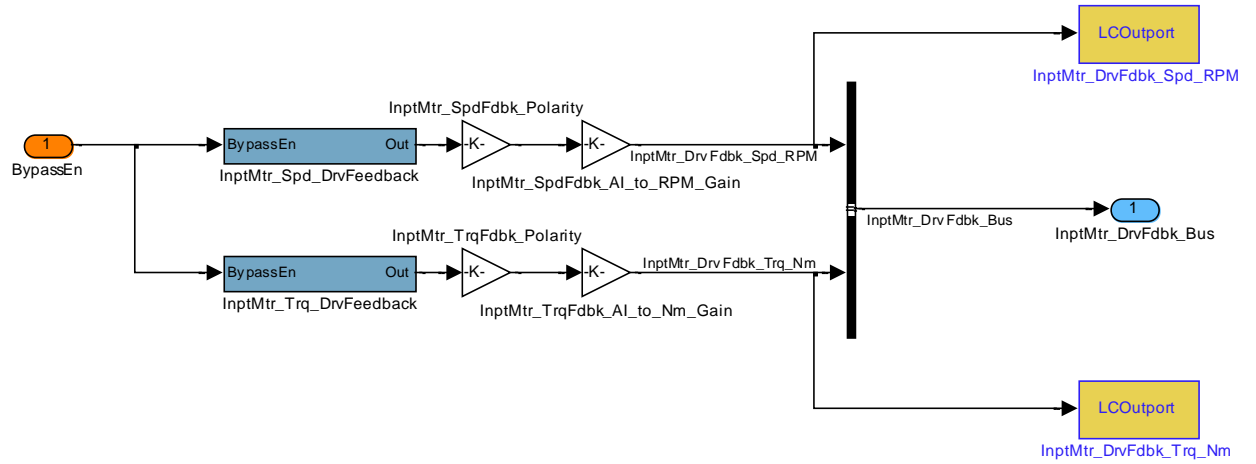 LCOutport
InptMtr_DrvFdbk_Spd_RPM
InptMtr_SpdFdbk_Polarity
1
BypassEn
BypassEn Out
-K-
-K-
InptMtr_DrvFdbk_Spd_RPM
InptMtr_Spd_DrvFeedback
InptMtr_SpdFdbk_AI_to_RPM_Gain
1
InptMtr_DrvFdbk_Bus
InptMtr_DrvFdbk_Bus
InptMtr_TrqFdbk_Polarity
BypassEn Out
-K-
-K-
InptMtr_DrvFdbk_Trq_Nm
InptMtr_Trq_DrvFeedback
InptMtr_TrqFdbk_AI_to_Nm_Gain
LCOutport
InptMtr_DrvFdbk_Trq_Nm